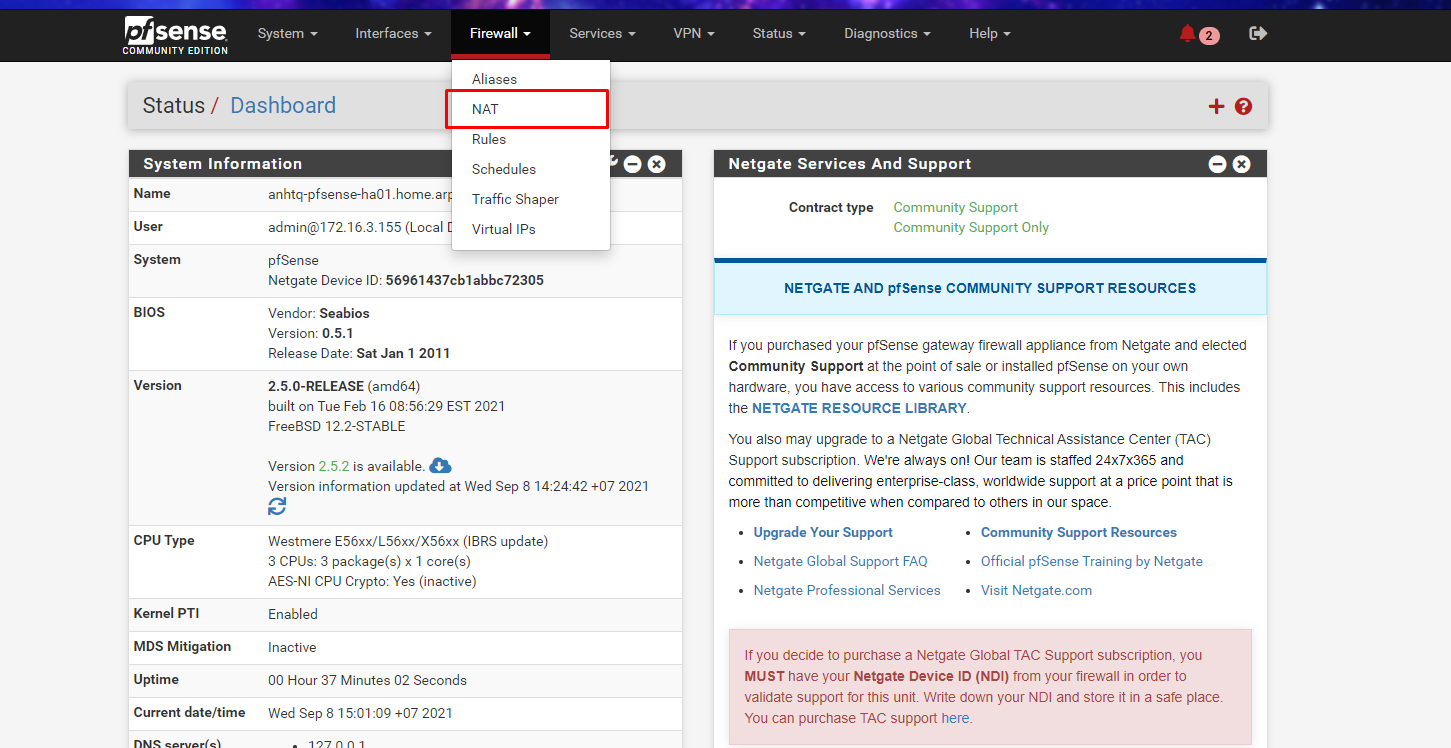 pfsense
COMMUNITY EDITION
System
Interfaces
Firewall
Services
VPN
Status
Diagnostics
Help
2
Aliases
NAT
Rules
Schedules
Traffic Shaper
Virtual IPs
Status / Dashboard
System Information
Name anhtq-pfsense-ha01.home.arp
User admin@172.16.3.155 (Local D
System pfSense
Netgate Device ID: 56961437cb1abbc72305
BIOS Vendor: Seabios
Version: 0.5.1
Release Date: Sat Jan 1 2011
Version 2.5.0-RELEASE (amd64)
built on Tue Feb 16 08:56:29 EST 2021
FreeBSD 12.2-STABLE
Version 2.5.2 is available.
Version information updated at Wed Sep 8 14:24:42 +07 2021
CPU Type Westmere E56xx/L56xx/X56xx (IBRS update)
3 CPUs: 3 package(s) x 1 core(s)
AES-NI CPU Crypto: Yes (inactive)
Kernel PTI Enabled
MDS Mitigation Inactive
Uptime 00 Hour 37 Minutes 02 Seconds
Current date/time Wed Sep 8 15:01:09 +07 2021
DNS server(s) • 127.0.0.1
Netgate Services And Support
Contract type Community Support
Community Support Only
NETGATE AND pfSense COMMUNITY SUPPORT RESOURCES
If you purchased your pfSense gateway firewall appliance from Netgate and elected
Community Support at the point of sale or installed pfSense on your own
hardware, you have access to various community support resources. This includes
the NETGATE RESOURCE LIBRARY.
You also may upgrade to a Netgate Global Technical Assistance Center (TAC)
Support subscription. We're always on! Our team is staffed 24x7x365 and
committed to delivering enterprise-class, worldwide support at a price point that is
more than competitive when compared to others in our space.
• Upgrade Your Support
• Netgate Global Support FAQ
• Netgate Professional Services
• Community Support Resources
• Official pfSense Training by Netgate
• Visit Netgate.com
If you decide to purchase a Netgate Global TAC Support subscription, you
MUST have your Netgate Device ID (NDI) from your firewall in order to
validate support for this unit. Write down your NDI and store it in a safe place.
You can purchase TAC support here.